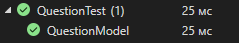 QuestionTest (1) 25 мс
QuestionModel 25 мс